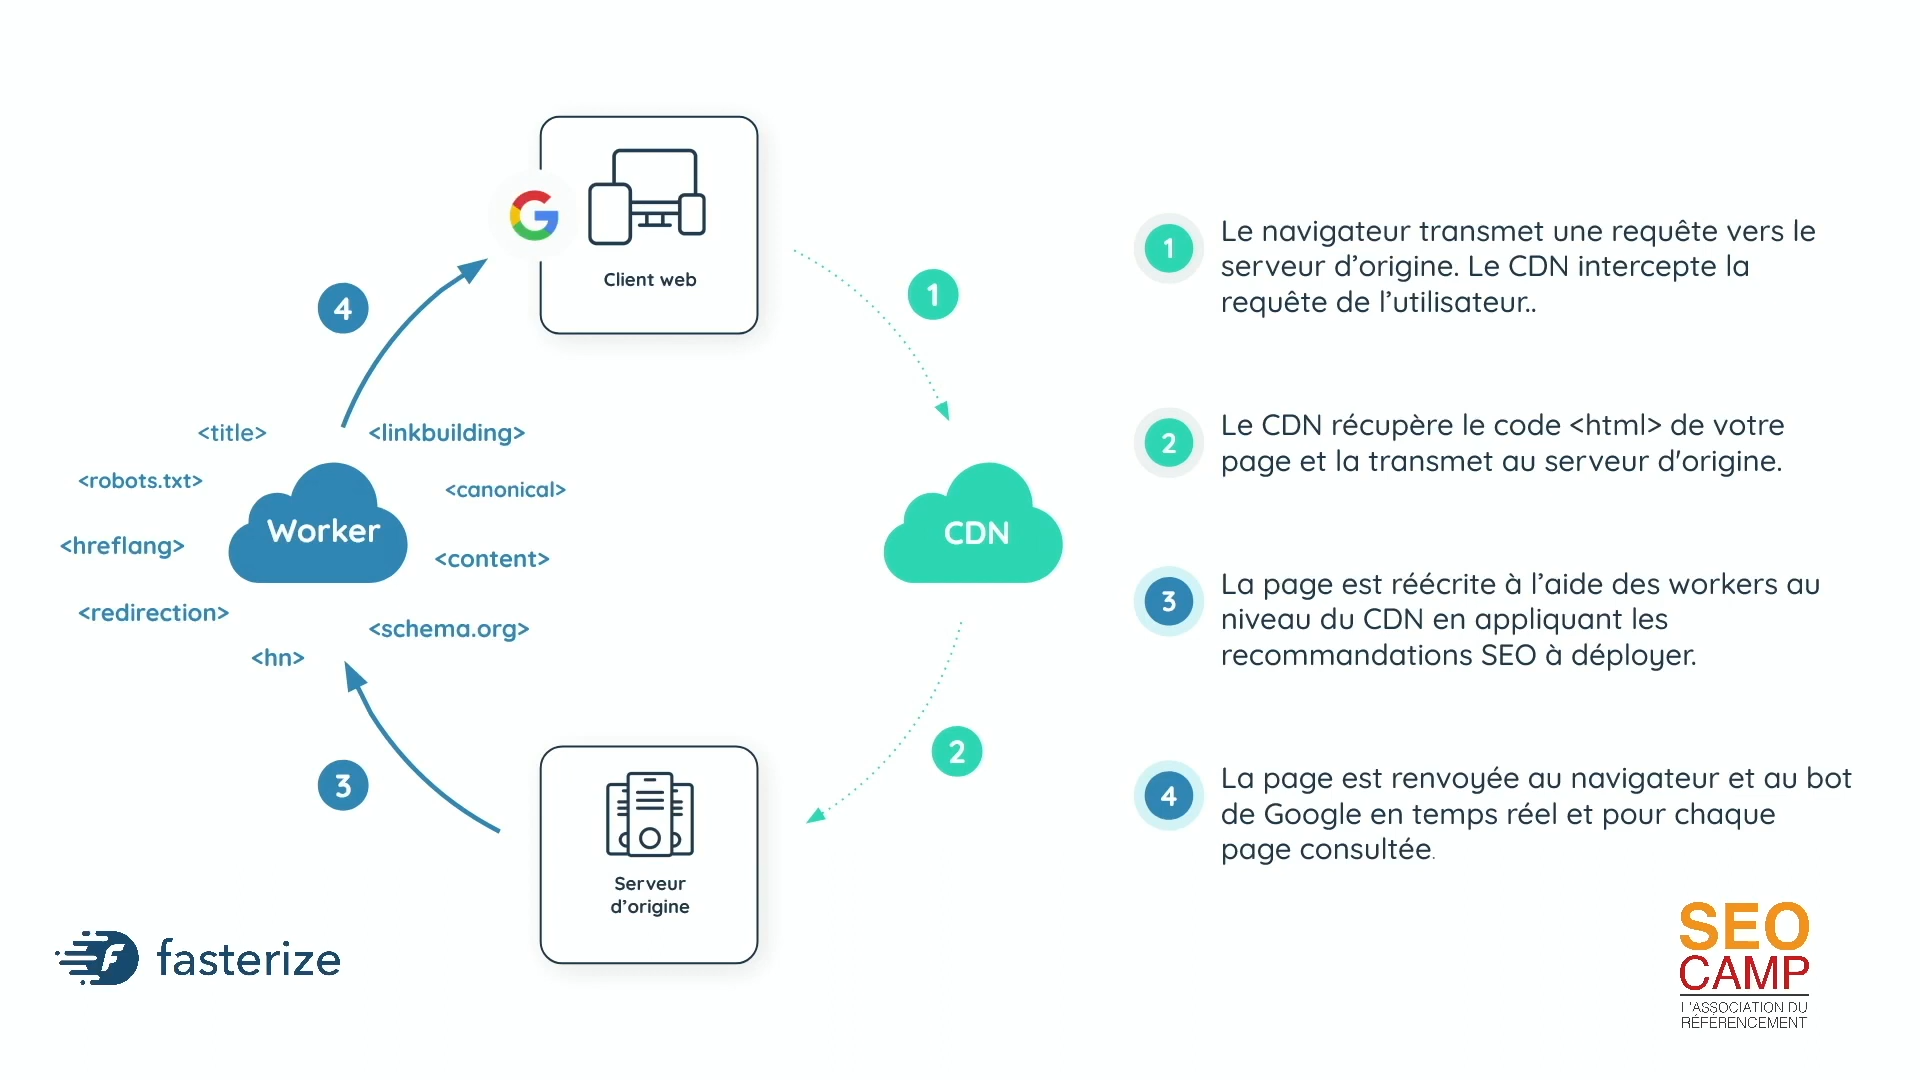 Client web
4
1
<title>
<linkbuilding>
<robots.txt>
<canonical>
Worker
CDN
<hreflang>
<content>
<redirection>
<schema.org>
<hn>
3
2
Serveur
d’origine
1
Le navigateur transmet une requête vers le
serveur d’origine. Le CDN intercepte la
requête de l’utilisateur..
2
Le CDN récupère le code <html> de votre
page et la transmet au serveur d'origine.
3
La page est réécrite à l’aide des workers au
niveau du CDN en appliquant les
recommandations SEO à déployer.
4
La page est renvoyée au navigateur et au bot
de Google en temps réel et pour chaque
page consultée.
fasterize
SEO
CAMP
L'ASSOCIATION DU
RÉFÉRENCEMENT